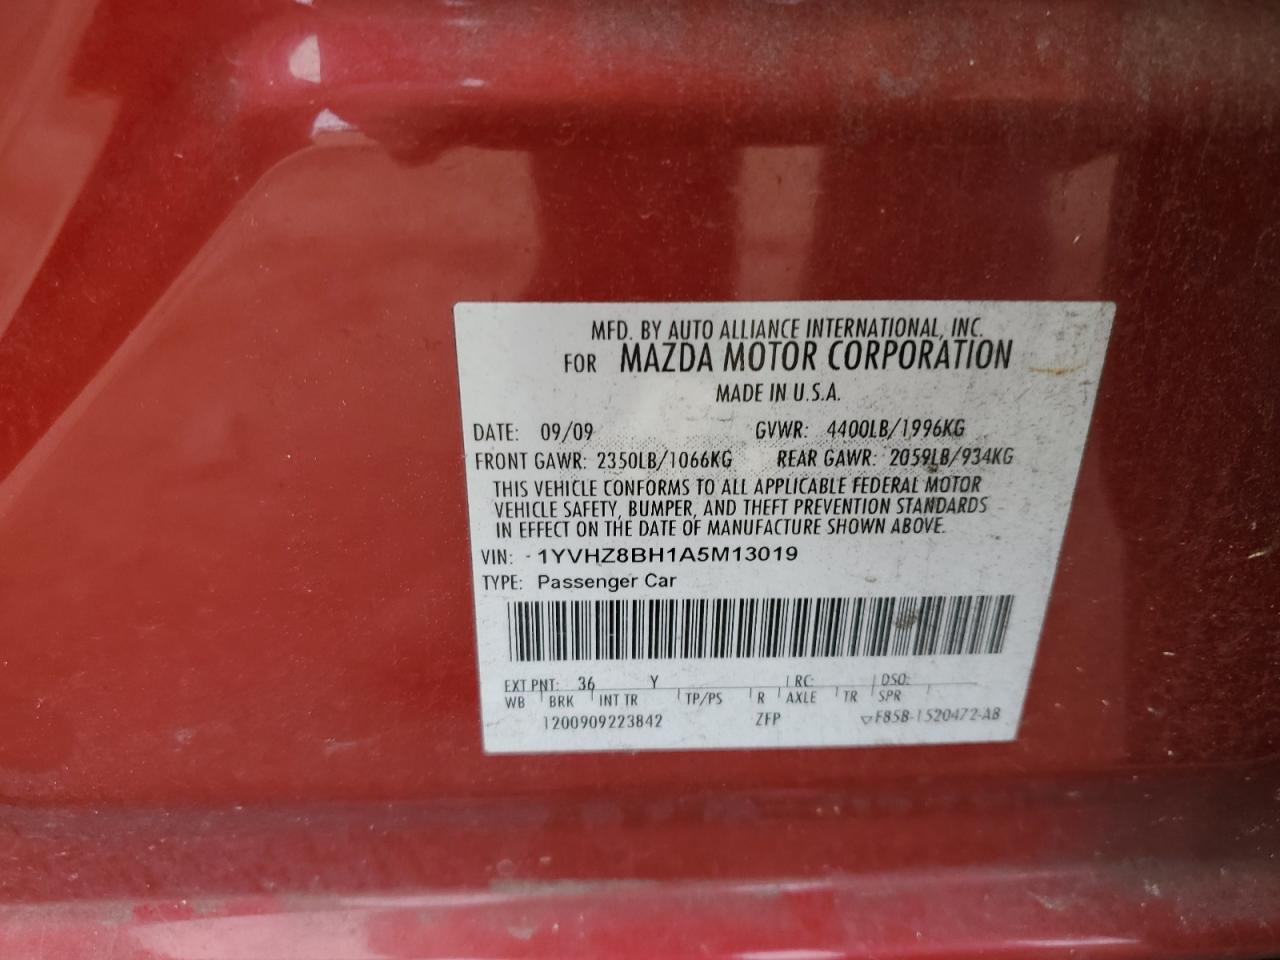 MFD. BY AUTO ALLIANCE INTERNATIONAL, INC.
FOR MAZDA MOTOR CORPORATION
MADE IN U.S.A.
DATE: 09/09 GVWR: 4400LB/1996KG
FRONT GAWR: 2350LB/1066KG REAR GAWR: 2059LB/934KG
THIS VEHICLE CONFORMS TO ALL APPLICABLE FEDERAL MOTOR
VEHICLE SAFETY, BUMPER, AND THEFT PREVENTION STANDARDS
IN EFFECT ON THE DATE OF MANUFACTURE SHOWN ABOVE.
VIN: - 1YVHZ8BH1A5M13019
TYPE: Passenger Car
EXT PNT: 36 Y RC: DSO:
WB BRK INT TR TP/PS R AXLE TR SPR
1200909223842 ZFP ▽F85B-1520472-AB